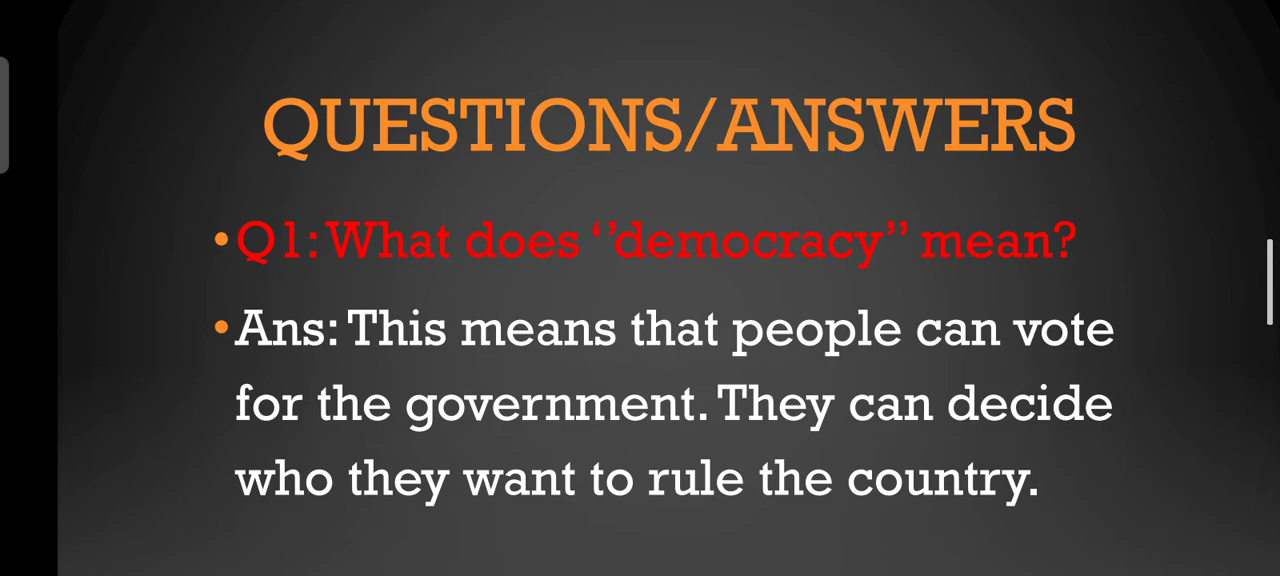 QUESTIONS/ANSWERS
•Q1: What does ‘’democracy’’ mean?
•Ans: This means that people can vote
for the government. They can decide
who they want to rule the country.